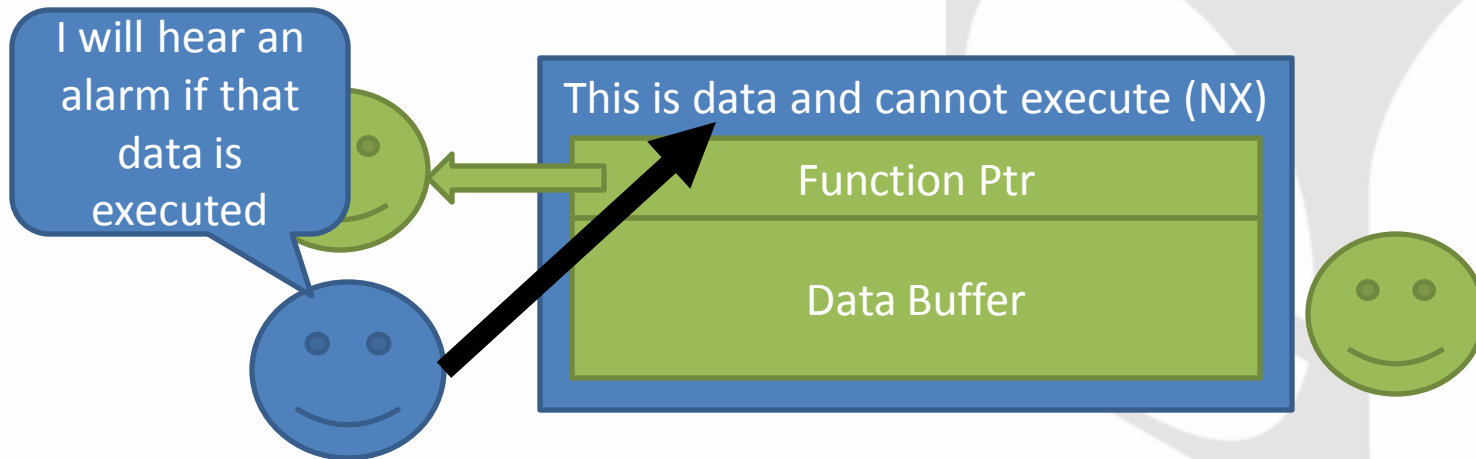 I will hear an
alarm if that
data is
executed
This is data and cannot execute (NX)
Function Ptr
Data Buffer